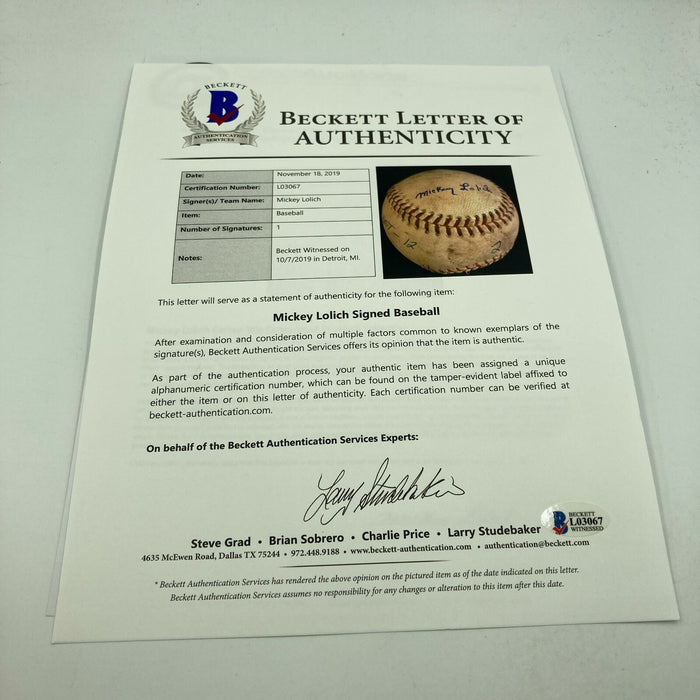 BECKETT
B
AUTHENTICATION
SERVICES
BECKETT LETTER OF
AUTHENTICITY
Date: November 18, 2019
Certification Number: L03067
Signer(s)/ Team Name: Mickey Lolich
Item: Baseball
Number of Signatures: 1
Notes: Beckett Witnessed on
10/7/2019 in Detroit, MI.
Mickey Lolich
This letter will serve as a statement of authenticity for the following item:
Mickey Lolich Signed Baseball
After examination and consideration of multiple factors common to known exemplars of the
signature(s), Beckett Authentication Services offers its opinion that the item is authentic.
As part of the authentication process, your authentic item has been assigned a unique
alphanumeric certification number, which can be found on the tamper-evident label affixed to
either the item or on this letter of authenticity. Each certification number can be verified at
beckett-authentication.com.
On behalf of the Beckett Authentication Services Experts:
Larry Studebaker
Steve Grad • Brian Sobrero • Charlie Price • Larry Studebaker
BECKETT
B L03067
WITNESSED
4635 McEwen Road, Dallas TX 75244 • 972.448.9188 • www.beckett-authentication.com • authentication@beckett.com
* Beckett Authentication Services has rendered the above opinion on the pictured item as of the date indicated on this letter.
Beckett Authentication Services assumes no responsibility for any changes or alteration to this item after this date.